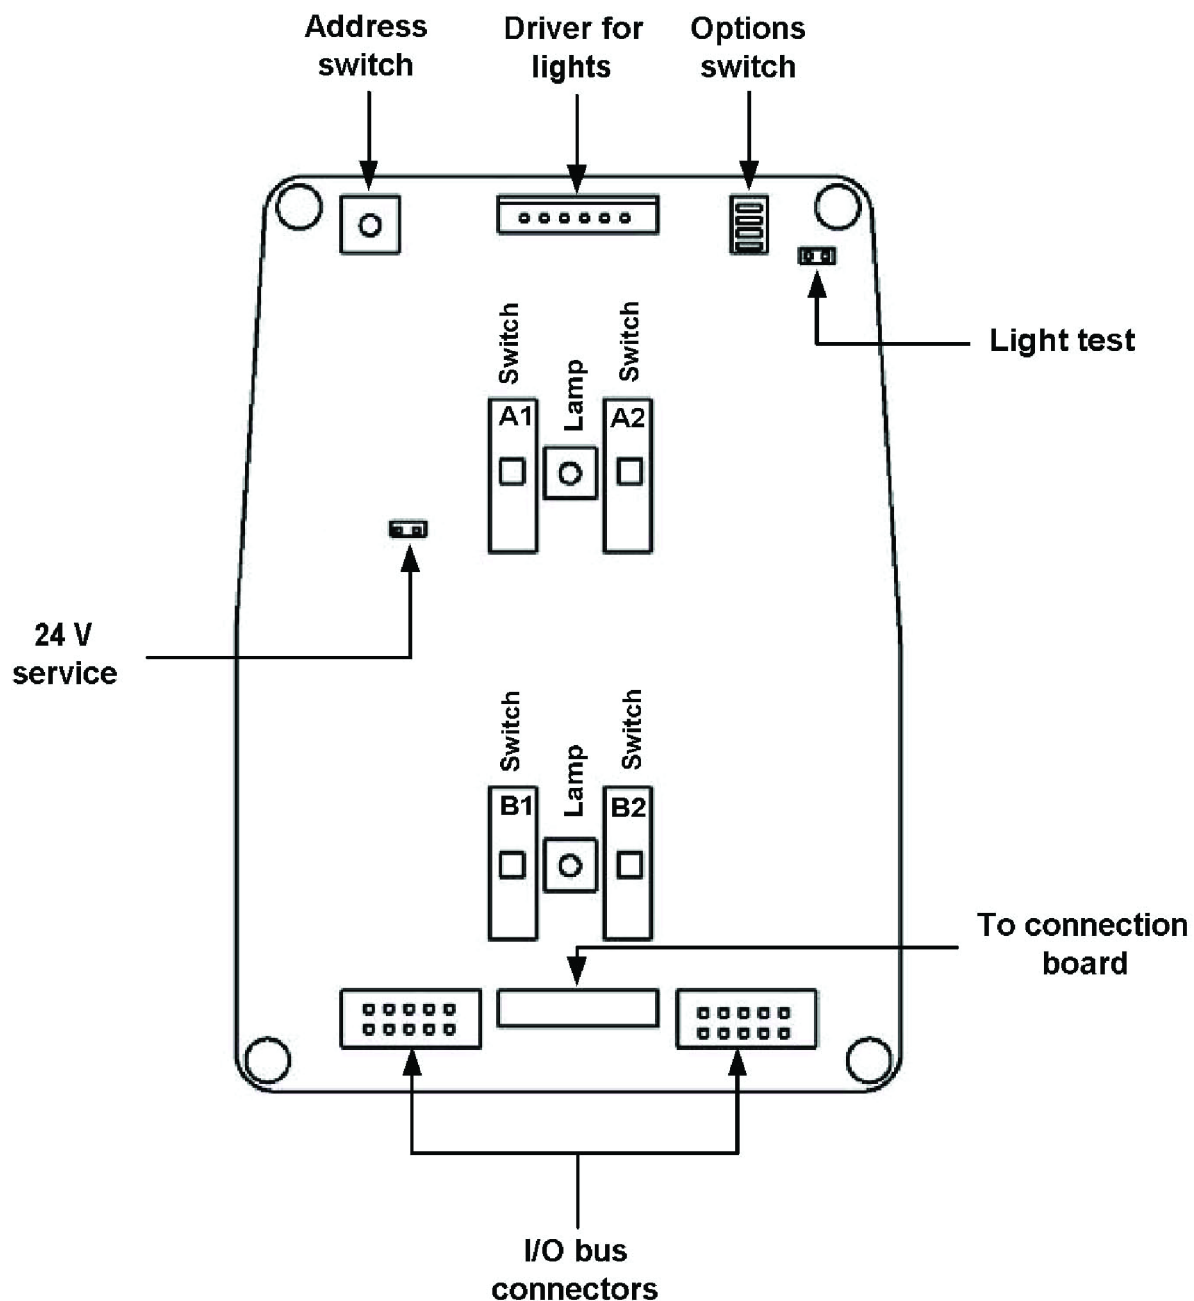 Address
switch
Driver for
lights
Options
switch
Light test
Switch
Lamp
Switch
A1
A2
24 V
service
Switch
Lamp
Switch
B1
B2
To connection
board
I/O bus
connectors